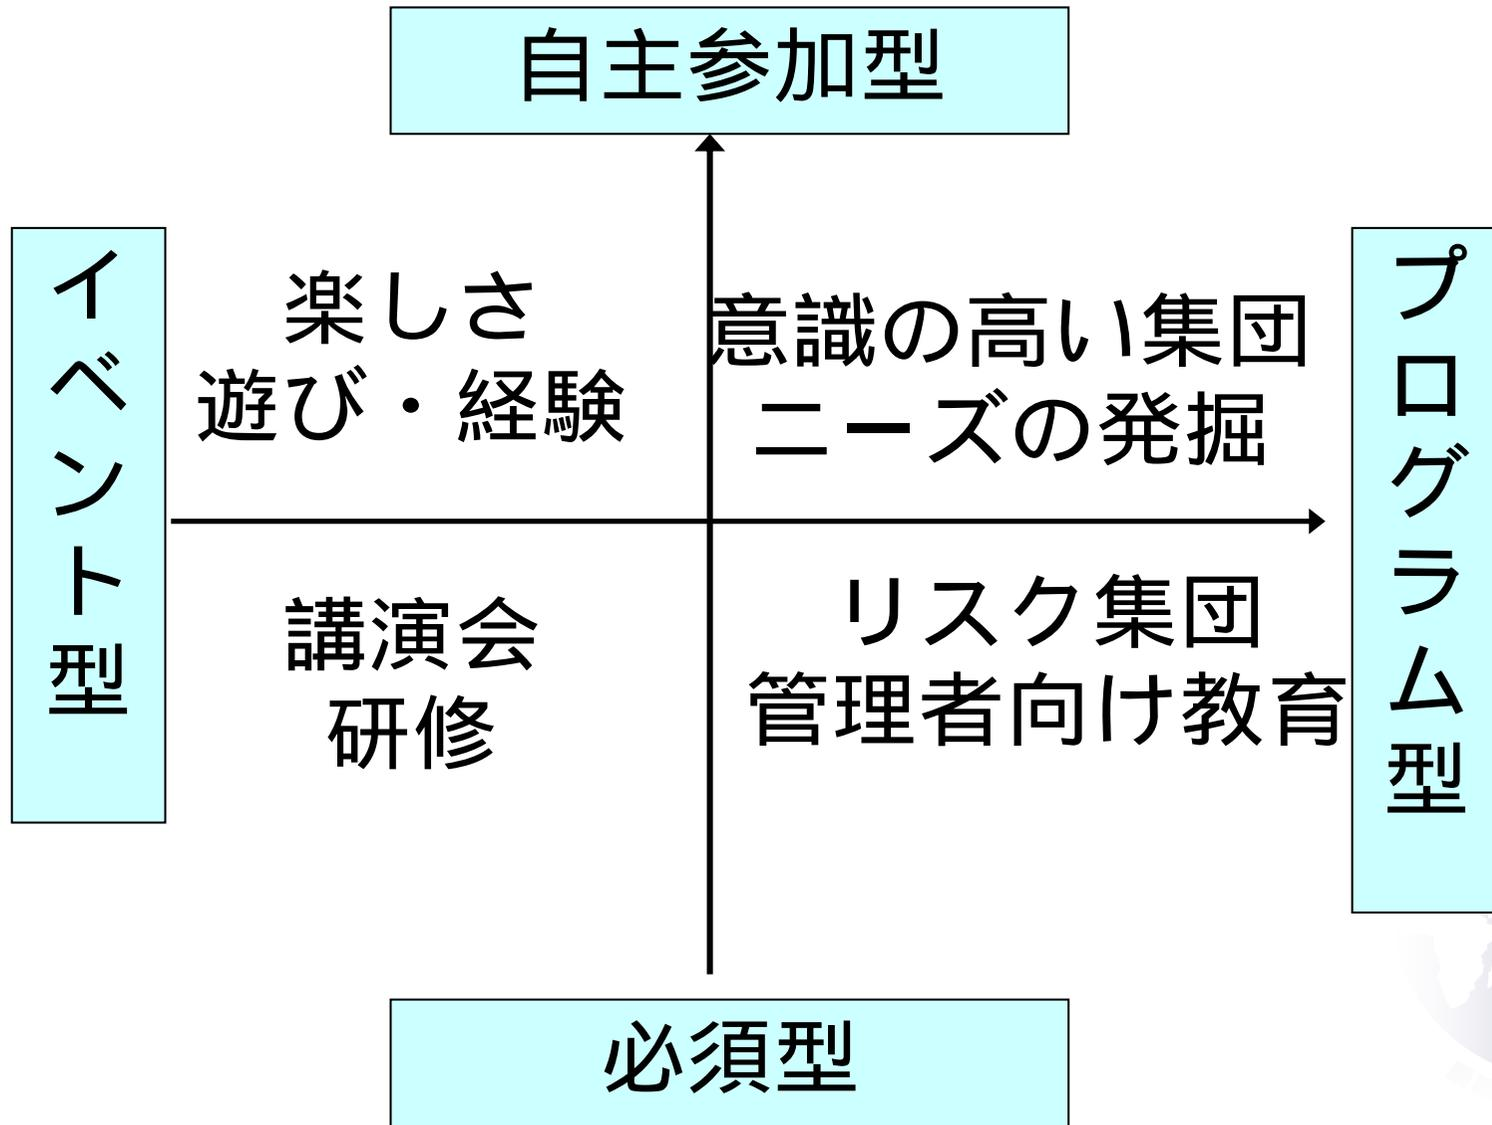 自主参加型
イベント型
楽しさ
遊び・経験
意識の高い集団
ニーズの発掘
プログラム型
講演会
研修
リスク集団
管理者向け教育
必須型